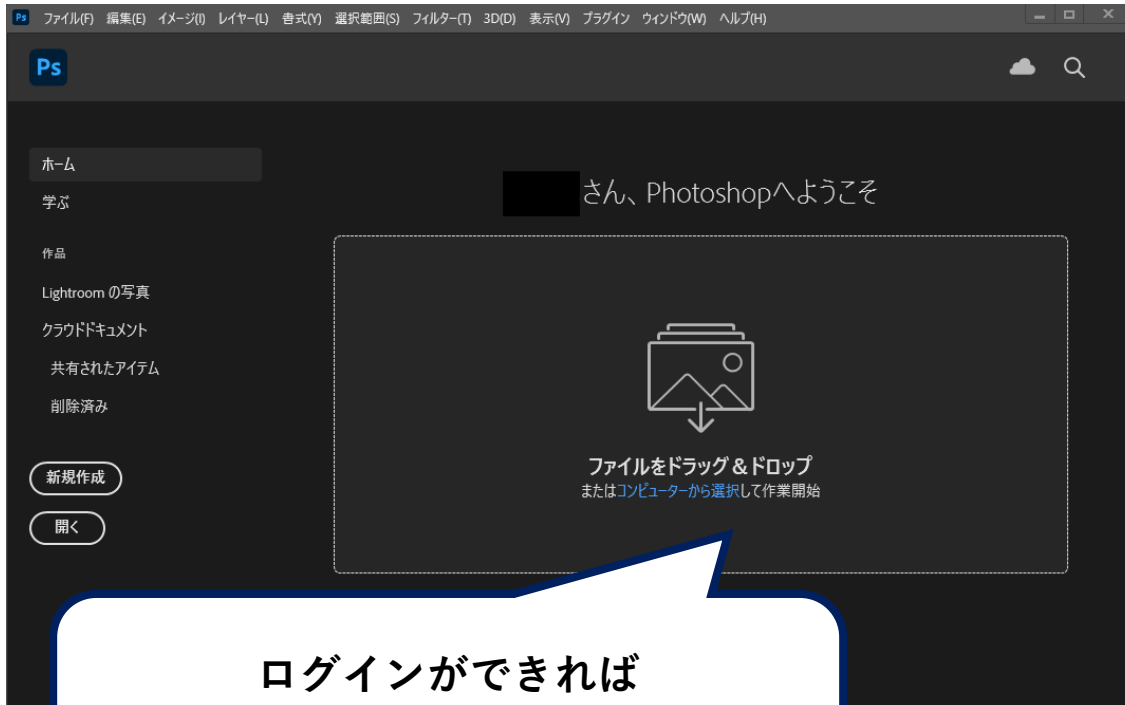 Ps ファイル(F) 編集(E) イメージ(I) レイヤー(L) 書式(Y) 選択範囲(S) フィルター(T) 3D(D) 表示(V) プラグイン ウィンドウ(W) ヘルプ(H)
Ps
ホーム
学ぶ
作品
Lightroom の写真
クラウドドキュメント
共有されたアイテム
削除済み
新規作成
開く
さん、Photoshopへようこそ
ファイルをドラッグ & ドロップ
またはコンピューターから選択して作業開始
ログインができれば